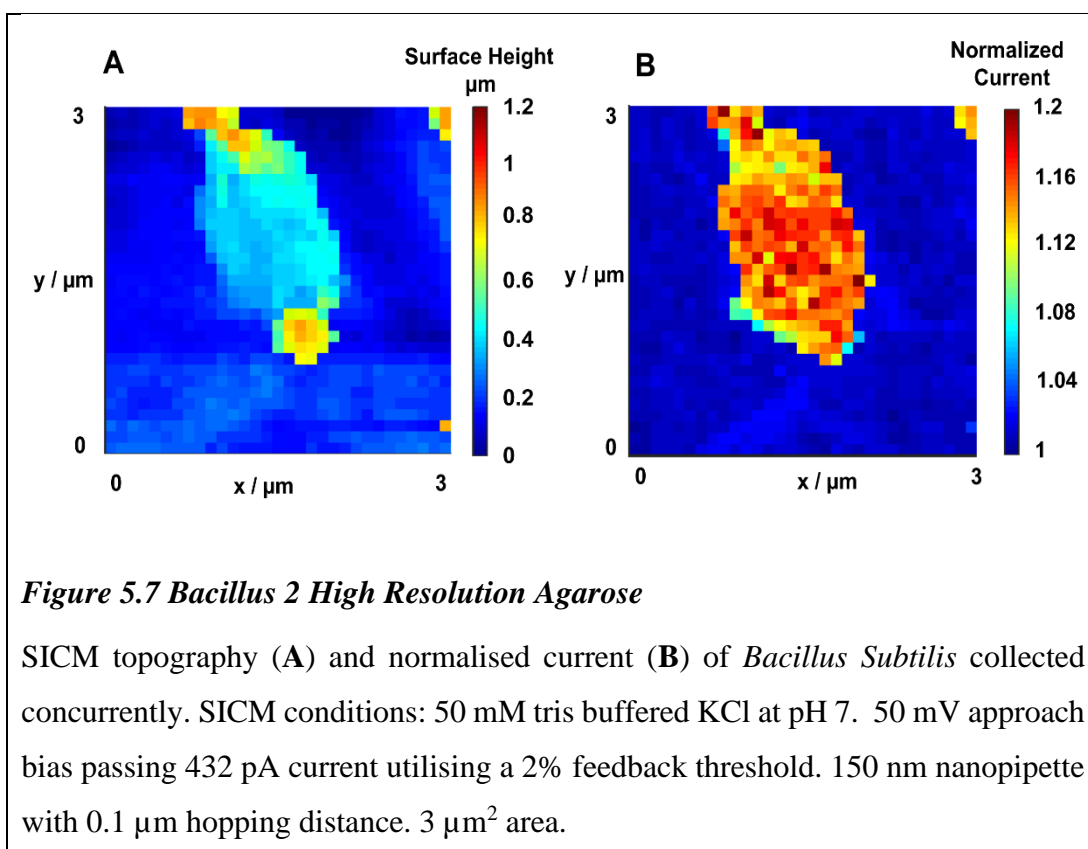 A
Surface Height
µm
3
y / µm
0
0
x / µm
3
1.2
1
0.8
0.6
0.4
0.2
0
B
Normalized
Current
3
y / µm
0
0
x / µm
3
1.2
1.16
1.12
1.08
1.04
1
Figure 5.7 Bacillus 2 High Resolution Agarose
SICM topography (A) and normalised current (B) of Bacillus Subtilis collected
concurrently. SICM conditions: 50 mM tris buffered KCl at pH 7. 50 mV approach
bias passing 432 pA current utilising a 2% feedback threshold. 150 nm nanopipette
with 0.1 µm hopping distance. 3 µm² area.